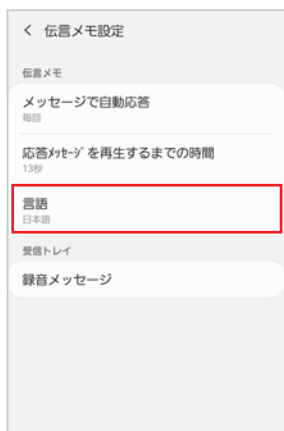 < 伝言メモ設定
伝言メモ
メッセージで自動応答
毎回
応答ﾒｯｾｰｼﾞを再生するまでの時間
13秒
言語
日本語
受信トレイ
録音メッセージ